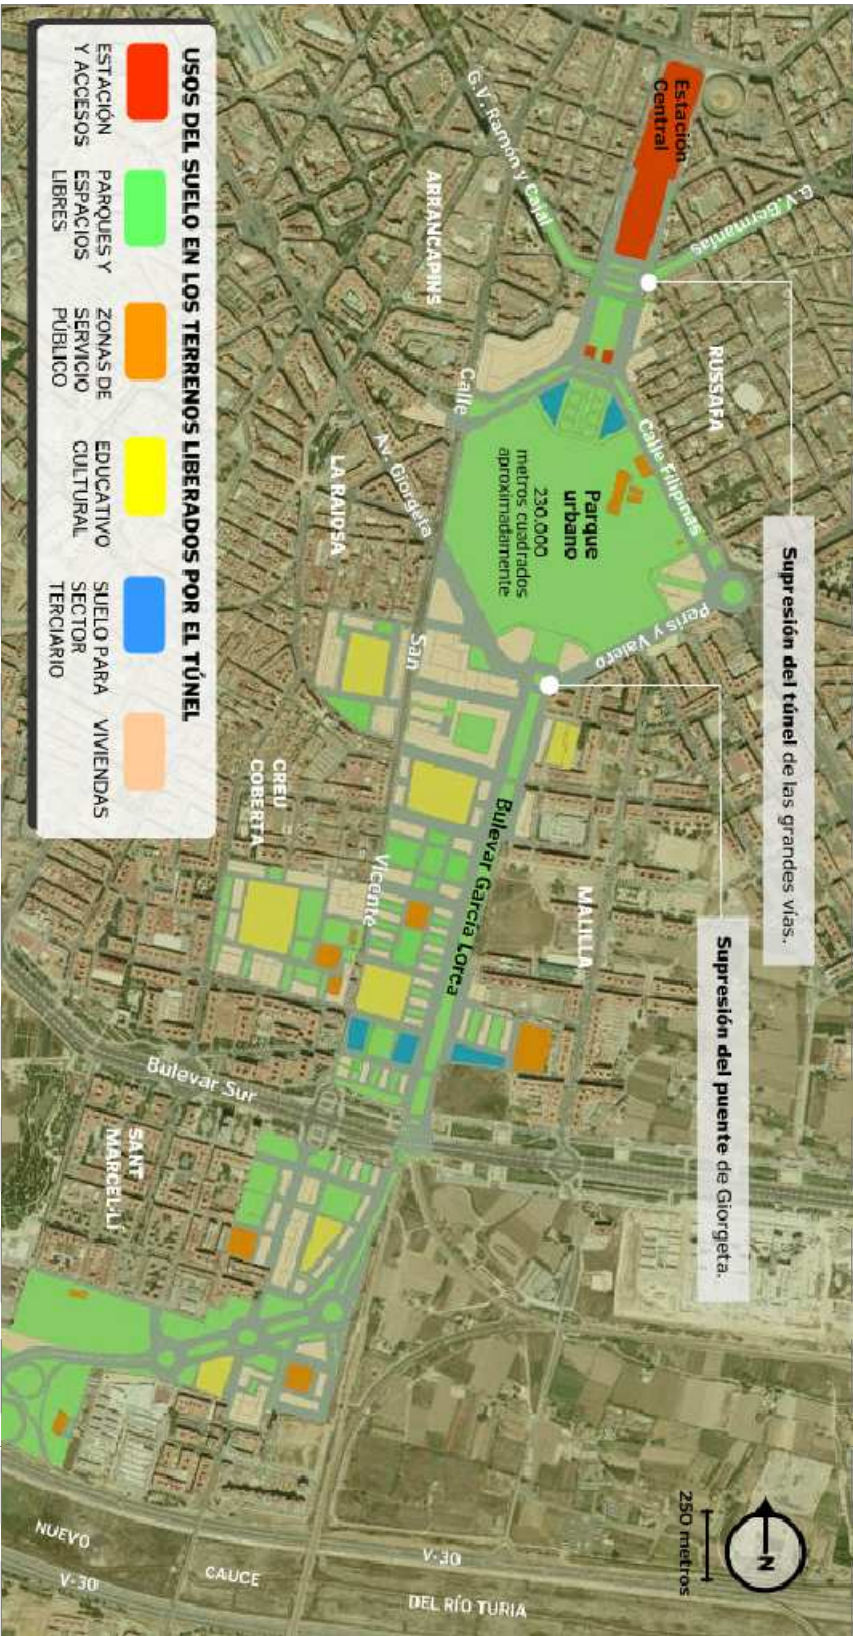 USOS DEL SUELO EN LOS TERRENOS LIBERADOS POR EL TÚNEL
ESTACIÓN
Y ACCESOS
PARQUES Y
ESPACIOS
LIBRES
ZONAS DE
SERVICIO
PÚBLICO
EDUCATIVO
CULTURAL
SUELO PARA
SECTOR
TERCIARIO
VIVIENDAS
Estación
Central
G.V. Ramón y Cajal
G.V. Germanías
ARRANCAPINS
RUSSAFA
Calle
Calle Filipinas
Av. Giorgeta
LA RAIOSA
Parque
urbano
230.000
metros cuadrados
aproximadamente
Peris y Valero
San
Supresión del túnel de las grandes vías.
Supresión del puente de Giorgeta.
CREU
COBERTA
Vicente
Bulevar García Lorca
MALILLA
Bulevar Sur
SANT
MARCEL·LÍ
N
250 metros
NUEVO
CAUCE
DEL RÍO TURIA
V-30
V-30